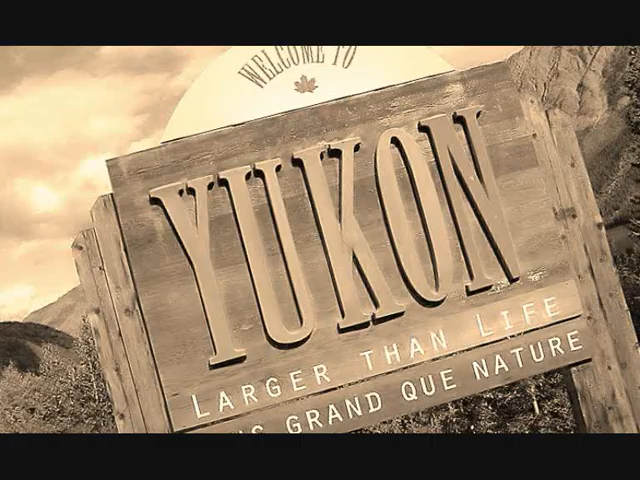 WELCOME TO
YUKON
LARGER THAN LIFE
GRAND QUE NATURE